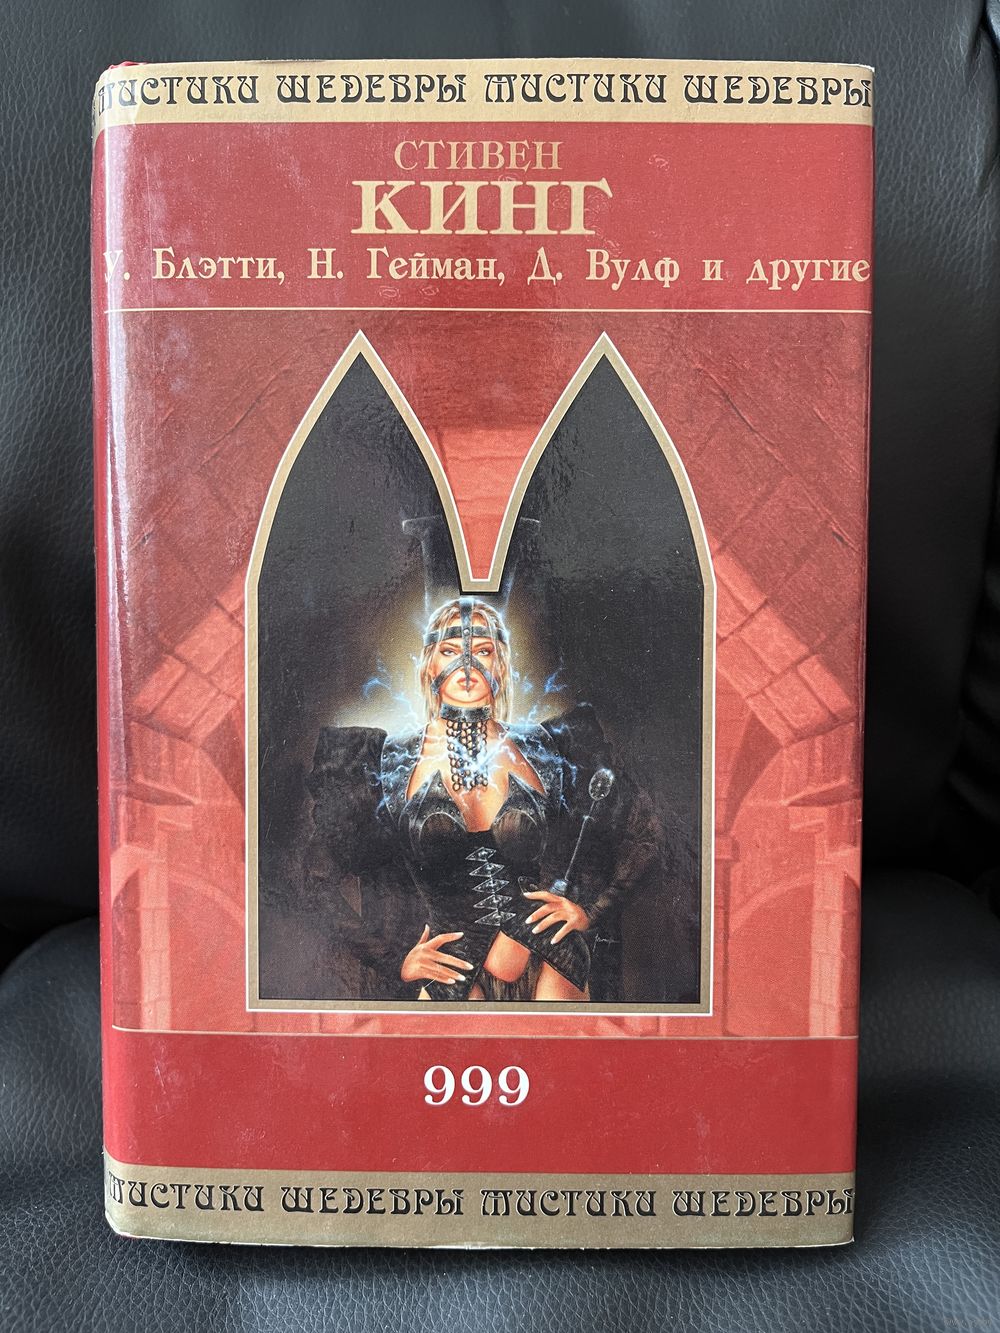 МИСТИКИ ШЕДЕВРЫ МИСТИКИ ШЕДЕВРЫ
СТИВЕН
КИНГ
У. Блэтти, Н. Гейман, Д. Вулф и другие
999
МИСТИКИ ШЕДЕВРЫ МИСТИКИ ШЕДЕВРЫ